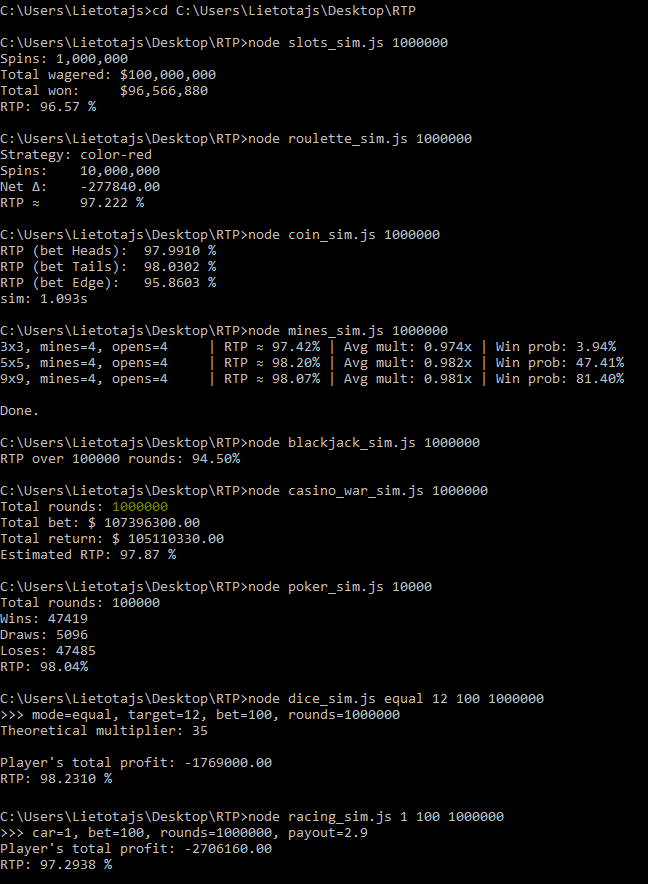 C:\Users\Lietotajs>cd C:\Users\Lietotajs\Desktop\RTP
C:\Users\Lietotajs\Desktop\RTP>node slots_sim.js 1000000
Spins: 1,000,000
Total wagered: $100,000,000
Total won:     $96,566,880
RTP: 96.57 %
C:\Users\Lietotajs\Desktop\RTP>node roulette_sim.js 1000000
Strategy: color-red
Spins:    10,000,000
Net Δ:    -277840.00
RTP ≈     97.222 %
C:\Users\Lietotajs\Desktop\RTP>node coin_sim.js 1000000
RTP (bet Heads):  97.9910 %
RTP (bet Tails):  98.0302 %
RTP (bet Edge):   95.8603 %
sim: 1.093s
C:\Users\Lietotajs\Desktop\RTP>node mines_sim.js 1000000
3x3, mines=4, opens=4     | RTP ≈ 97.42% | Avg mult: 0.974x | Win prob: 3.94%
5x5, mines=4, opens=4     | RTP ≈ 98.20% | Avg mult: 0.982x | Win prob: 47.41%
9x9, mines=4, opens=4     | RTP ≈ 98.07% | Avg mult: 0.981x | Win prob: 81.40%
Done.
C:\Users\Lietotajs\Desktop\RTP>node blackjack_sim.js 1000000
RTP over 100000 rounds: 94.50%
C:\Users\Lietotajs\Desktop\RTP>node casino_war_sim.js 1000000
Total rounds: 1000000
Total bet: $ 107396300.00
Total return: $ 105110330.00
Estimated RTP: 97.87 %
C:\Users\Lietotajs\Desktop\RTP>node poker_sim.js 10000
Total rounds: 100000
Wins: 47419
Draws: 5096
Loses: 47485
RTP: 98.04%
C:\Users\Lietotajs\Desktop\RTP>node dice_sim.js equal 12 100 1000000
>>> mode=equal, target=12, bet=100, rounds=1000000
Theoretical multiplier: 35
Player's total profit: -1769000.00
RTP: 98.2310 %
C:\Users\Lietotajs\Desktop\RTP>node racing_sim.js 1 100 1000000
>>> car=1, bet=100, rounds=1000000, payout=2.9
Player's total profit: -2706160.00
RTP: 97.2938 %